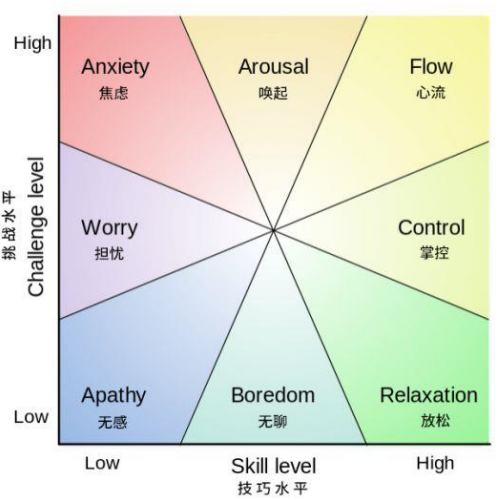 High
Anxiety
焦虑
Arousal
唤起
Flow
心流
挑战水平
Challenge level
Worry
担忧
Control
掌控
Apathy
无感
Boredom
无聊
Relaxation
放松
Low
Low
Skill level
技巧水平
High